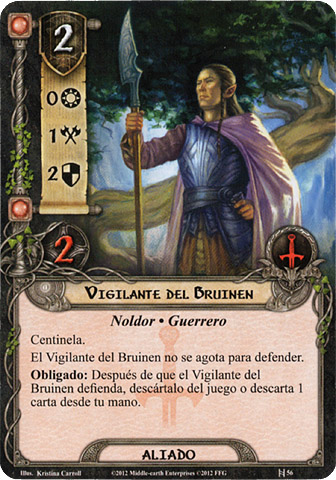 2
0
1
2
2
Vigilante del Bruinen
Noldor • Guerrero
Centinela.
El Vigilante del Bruinen no se agota para defender.
Obligado: Después de que el Vigilante del
Bruinen defienda, descártalo del juego o descarta 1
carta desde tu mano.
ALIADO
Illus. Kristina Carroll
©2012 Middle-earth Enterprises ©2012 FFG
56